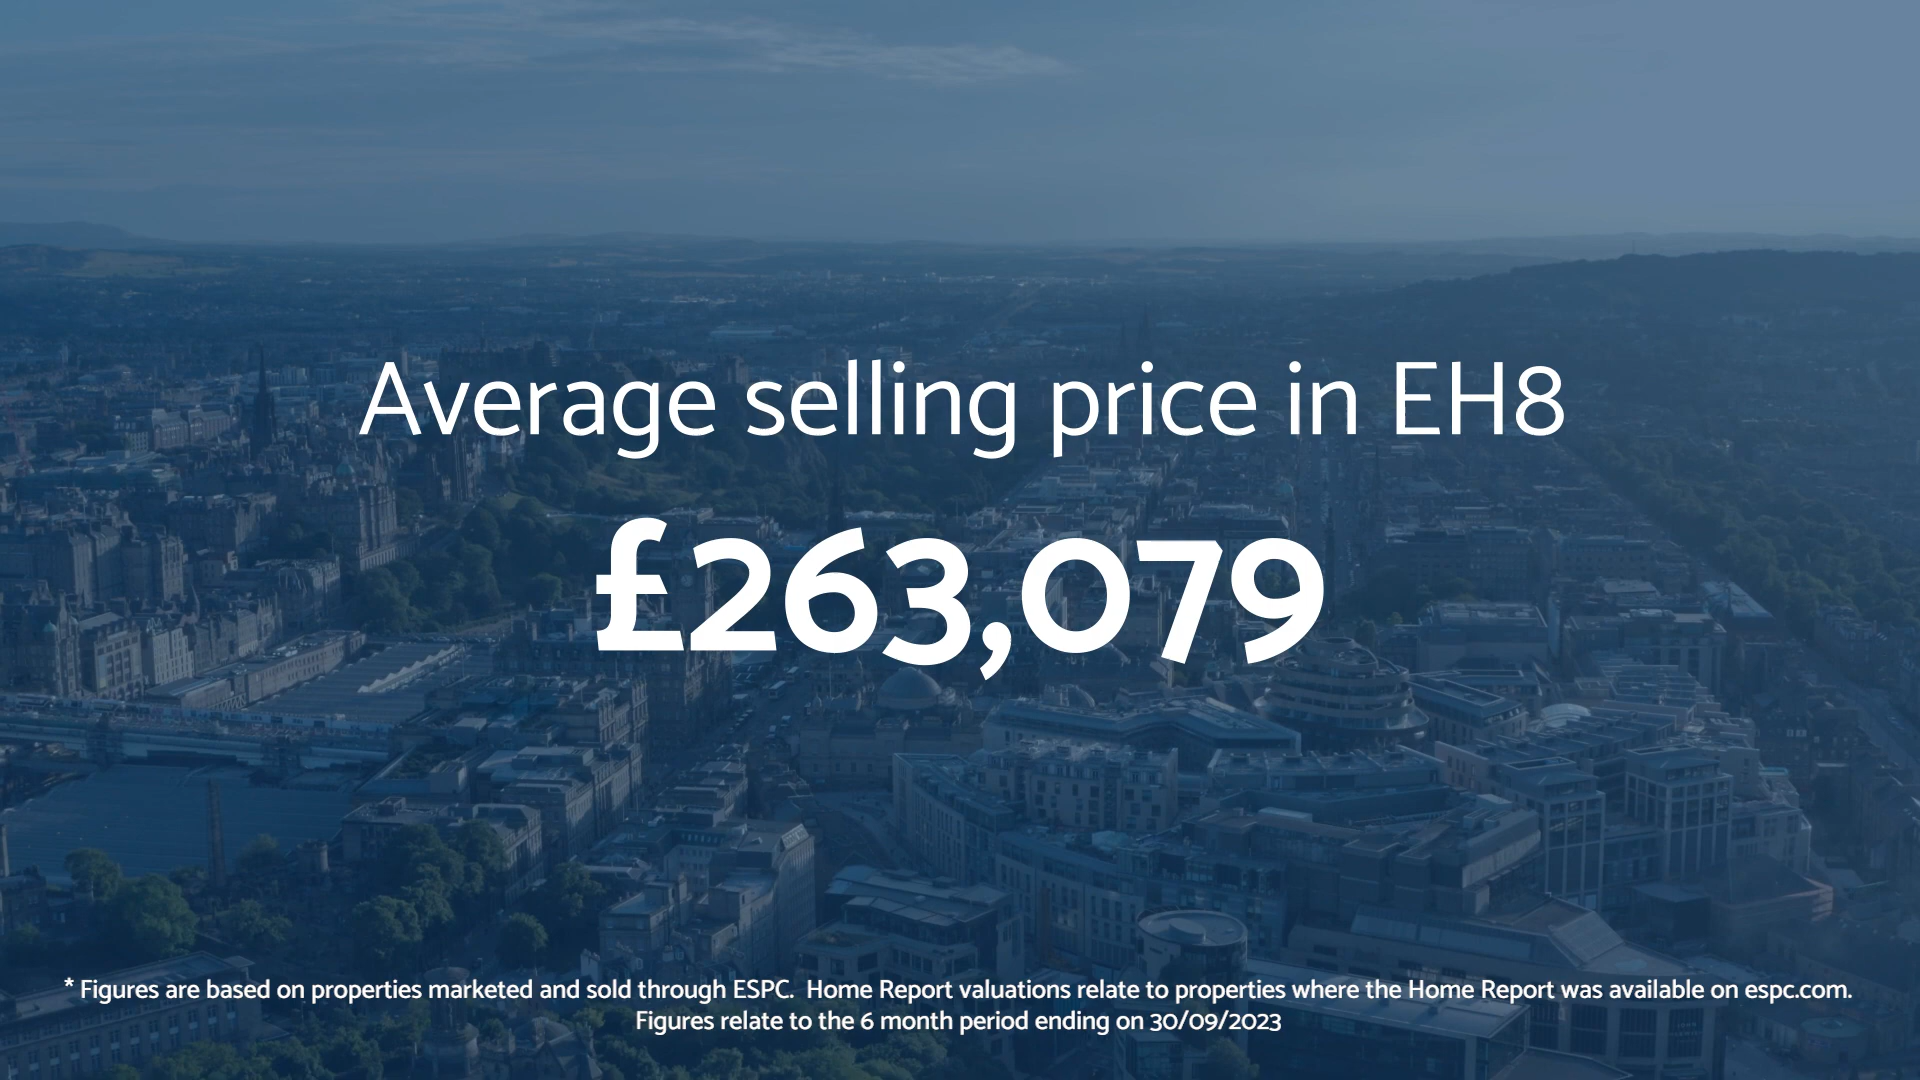 Average selling price in EH8
£263,079
* Figures are based on properties marketed and sold through ESPC.  Home Report valuations relate to properties where the Home Report was available on espc.com.
Figures relate to the 6 month period ending on 30/09/2023